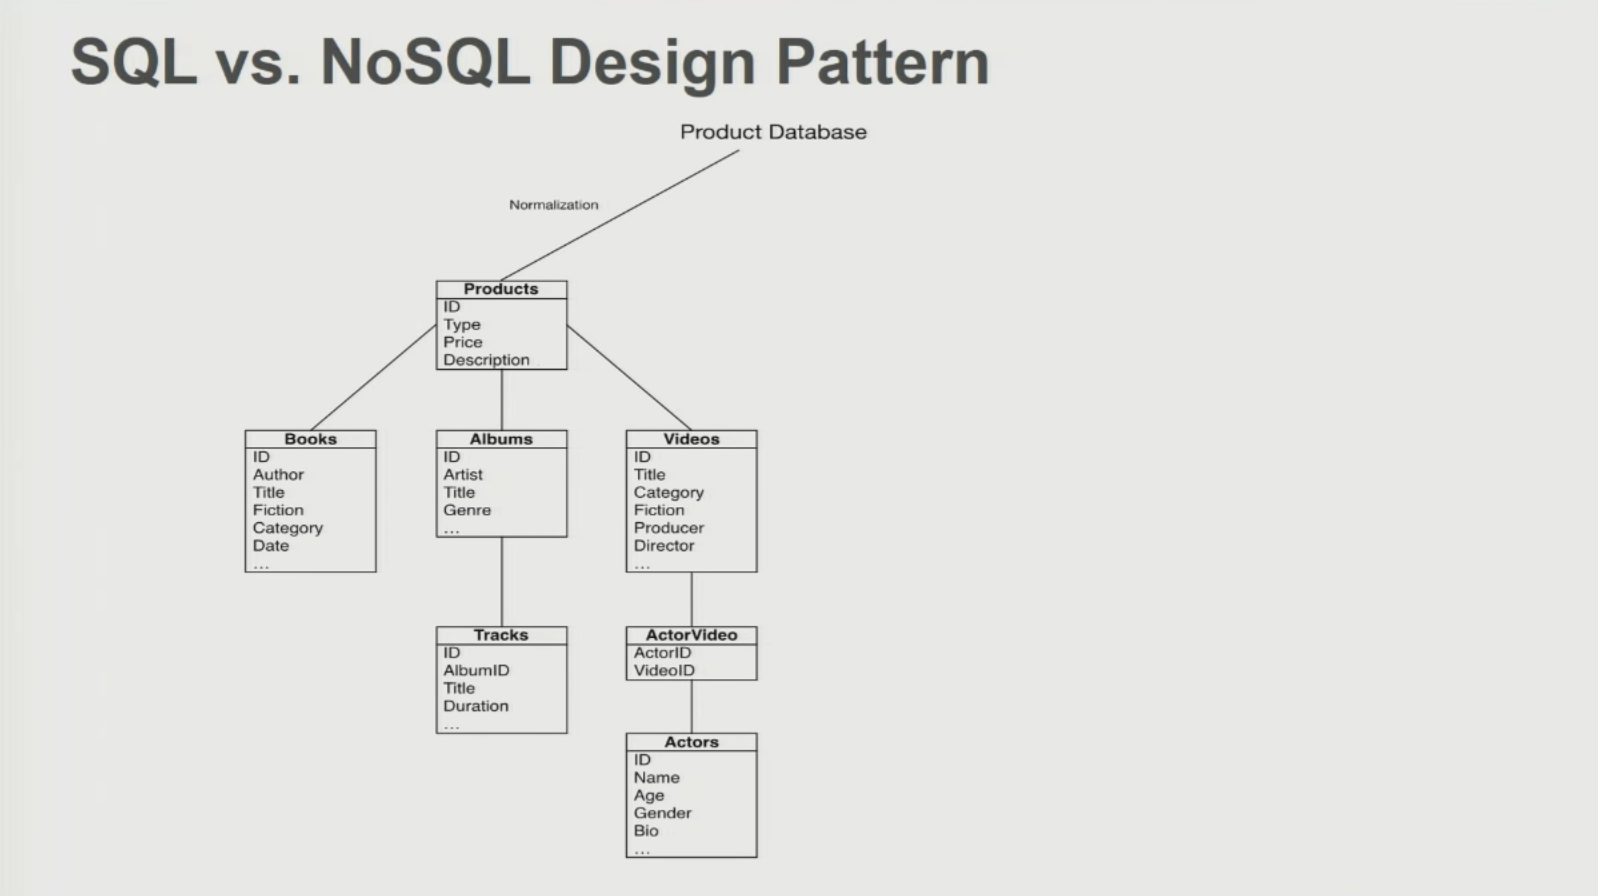 SQL vs. NoSQL Design Pattern
Product Database
Normalization
Products
ID
Type
Price
Description
Books
ID
Author
Title
Fiction
Category
Date
...
Albums
ID
Artist
Title
Genre
...
Videos
ID
Title
Category
Fiction
Producer
Director
...
Tracks
ID
AlbumID
Title
Duration
...
ActorVideo
ActorID
VideoID
Actors
ID
Name
Age
Gender
Bio
...